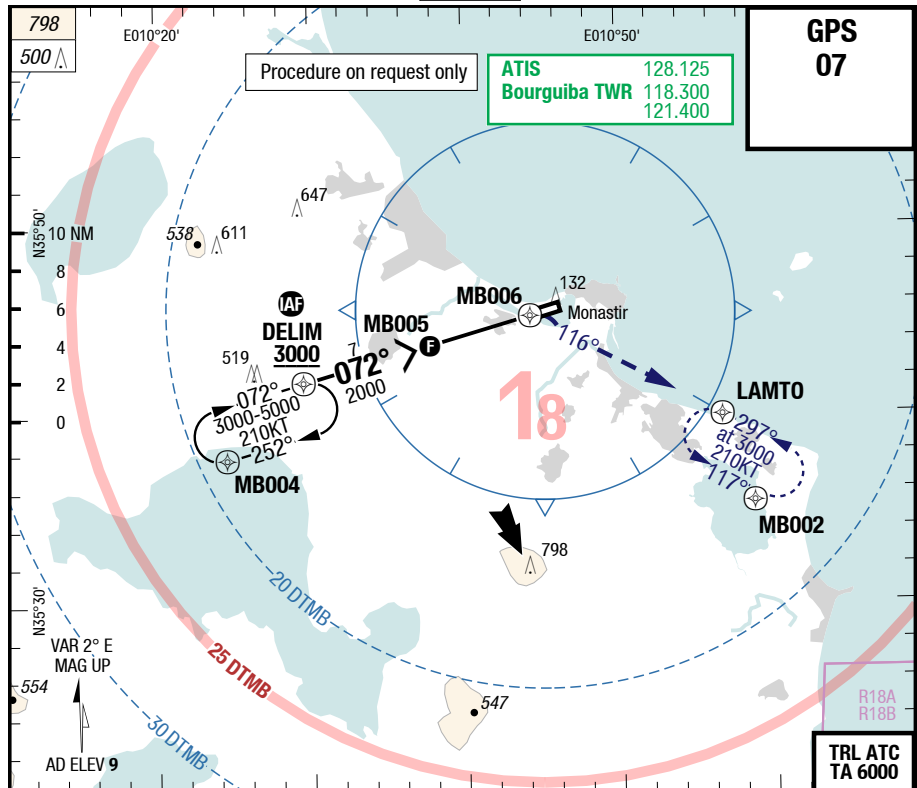 798
500
E010°20'
E010°50'
GPS
07
Procedure on request only
ATIS 128.125
Bourguiba TWR 118.300
121.400
N35°50'
10 NM
8
6
4
2
0
538
611
647
IAF
DELIM
3000
519
MB005
F
MB006
132
Monastir
7
072°
2000
116°
072°
3000-5000
210KT
252°
MB004
18
LAMTO
297°
at 3000
210KT
117°
MB002
798
N35°30'
20 DTMB
25 DTMB
30 DTMB
VAR 2° E
MAG UP
554
547
AD ELEV 9
R18A
R18B
TRL ATC
TA 6000